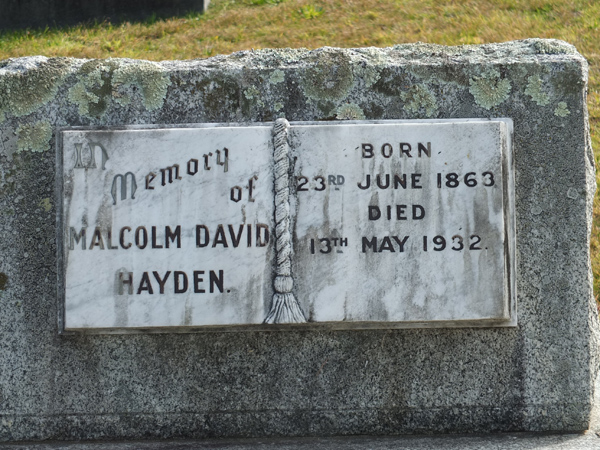 In
Memory
of
MALCOLM DAVID
HAYDEN.
BORN
23RD JUNE 1863
DIED
13TH MAY 1932.